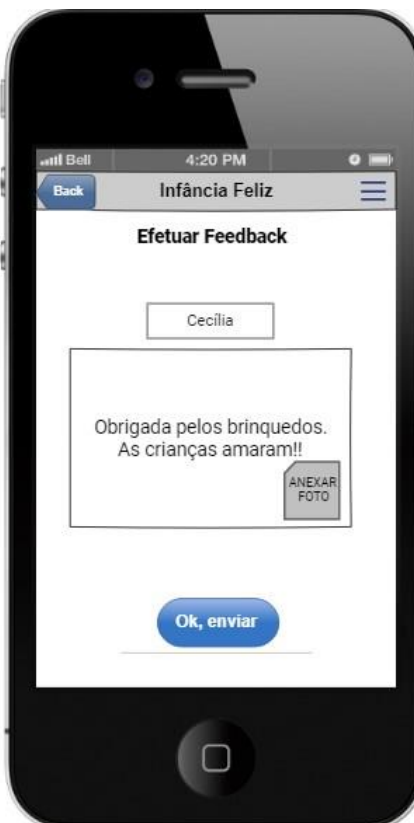 Bell 4:20 PM
Back Infância Feliz
Efetuar Feedback
Cecília
Obrigada pelos brinquedos.
As crianças amaram!!
ANEXAR
FOTO
Ok, enviar